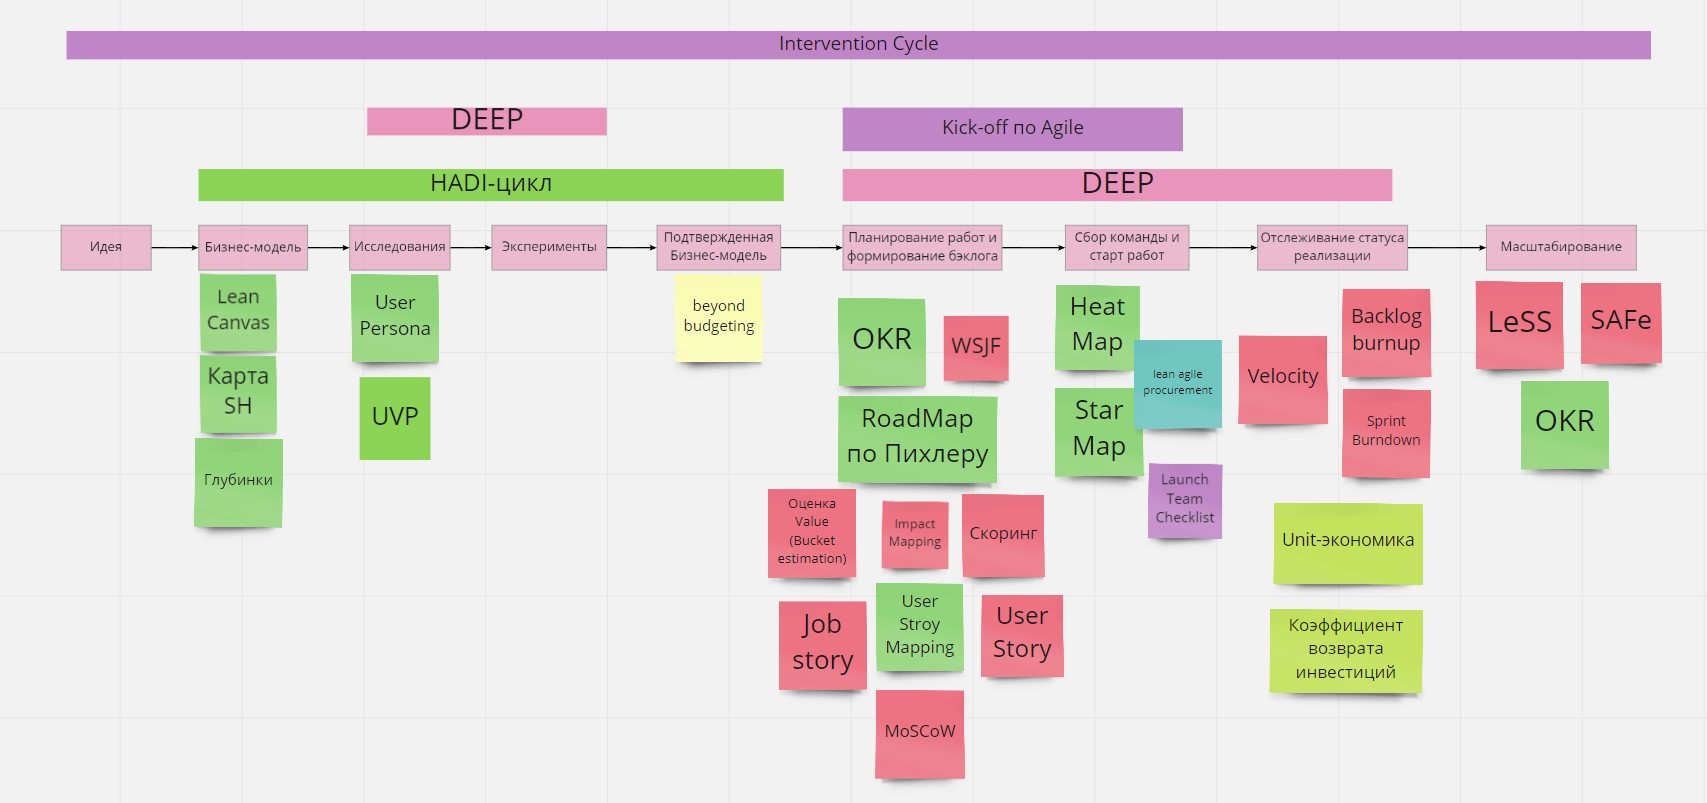 Intervention Cycle
DEEP
Kick-off по Agile
HADI-цикл
DEEP
Идея
Бизнес-модель
Исследования
Эксперименты
Подтвержденная
Бизнес-модель
Планирование работ и
формирование бэклога
Сбор команды и
старт работ
Отслеживание статуса
реализации
Масштабирование
Lean
Canvas
Карта
SH
Глубинки
User
Persona
UVP
beyond
budgeting
OKR
WSJF
RoadMap
по Пихлеру
Оценка
Value
(Bucket
estimation)
Impact
Mapping
Скоринг
Job
story
User
Stroy
Mapping
User
Story
MoSCoW
Heat
Map
Star
Map
lean agile
procurement
Launch
Team
Checklist
Velocity
Backlog
burnup
Sprint
Burndown
Unit-экономика
Коэффициент
возврата
инвестиций
LeSS
SAFe
OKR